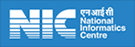 NIC
एन आई सी
National
Informatics
Centre